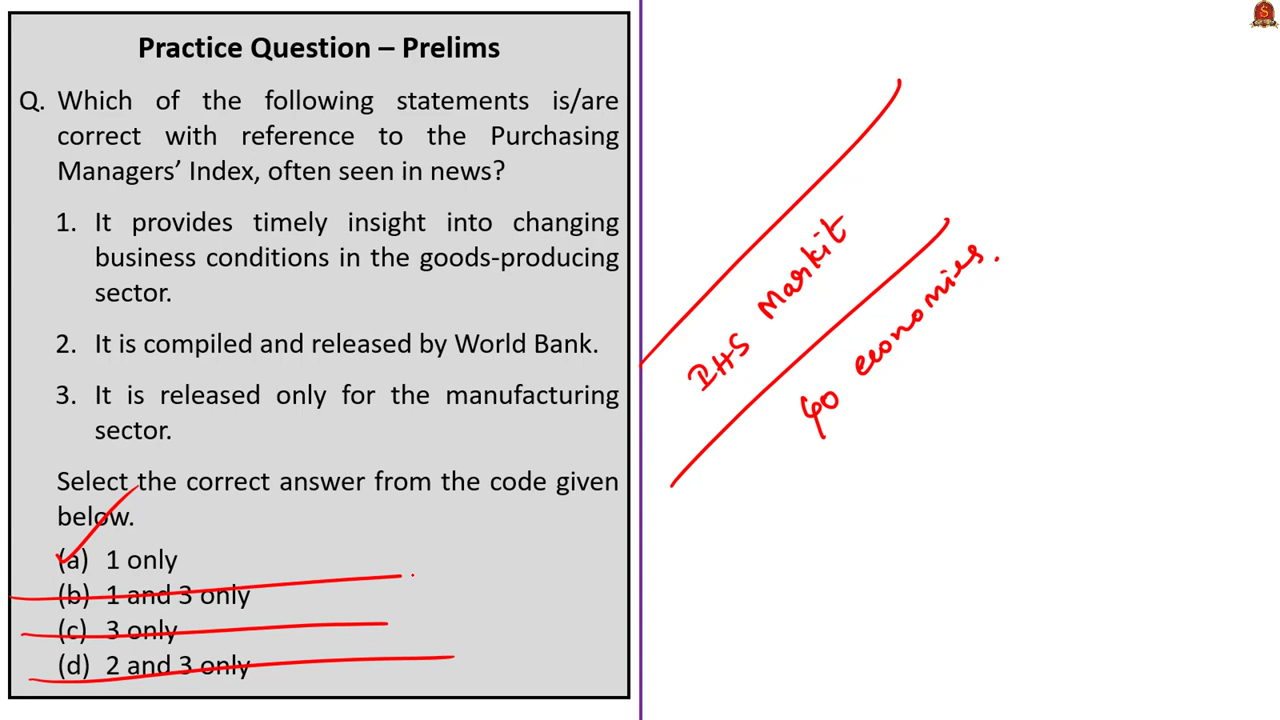 Practice Question – Prelims
Q. Which of the following statements is/are
correct with reference to the Purchasing
Managers’ Index, often seen in news?
1. It provides timely insight into changing
business conditions in the goods-producing
sector.
2. It is compiled and released by World Bank.
3. It is released only for the manufacturing
sector.
Select the correct answer from the code given
below.
(a) 1 only
(b) 1 and 3 only
(c) 3 only
(d) 2 and 3 only
IHS Markit
40 economies.